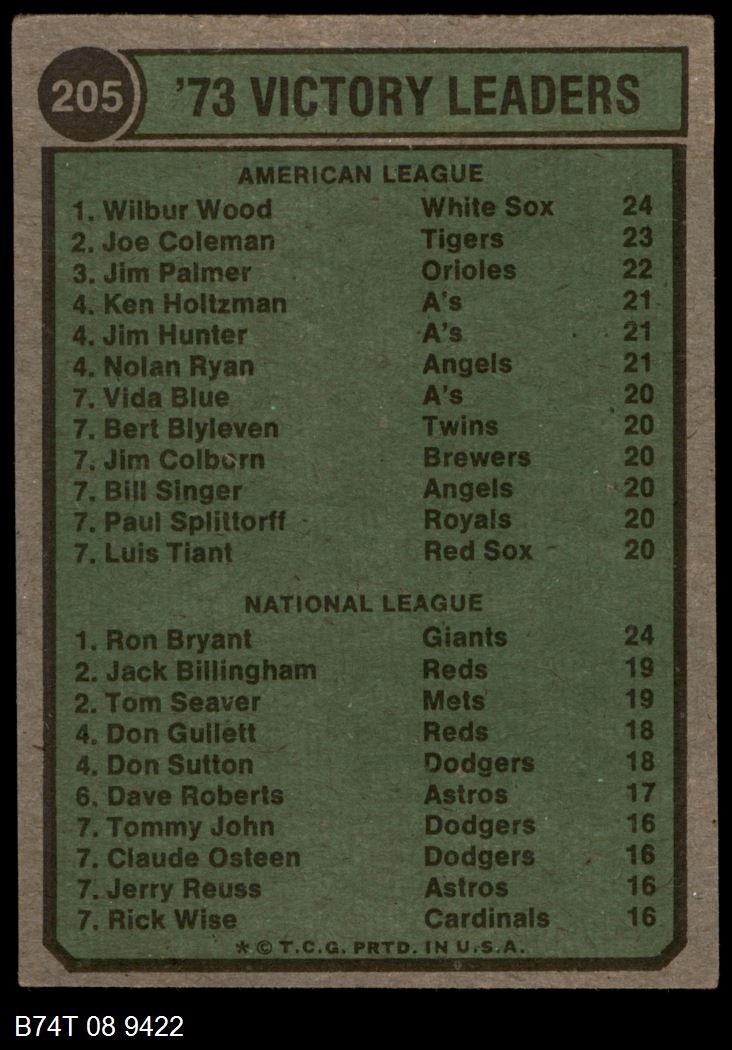 205 '73 VICTORY LEADERS
AMERICAN LEAGUE
1. Wilbur Wood White Sox 24
2. Joe Coleman Tigers 23
3. Jim Palmer Orioles 22
4. Ken Holtzman A's 21
4. Jim Hunter A's 21
4. Nolan Ryan Angels 21
7. Vida Blue A's 20
7. Bert Blyleven Twins 20
7. Jim Colborn Brewers 20
7. Bill Singer Angels 20
7. Paul Splittorff Royals 20
7. Luis Tiant Red Sox 20
NATIONAL LEAGUE
1. Ron Bryant Giants 24
2. Jack Billingham Reds 19
2. Tom Seaver Mets 19
4. Don Gullett Reds 18
4. Don Sutton Dodgers 18
6. Dave Roberts Astros 17
7. Tommy John Dodgers 16
7. Claude Osteen Dodgers 16
7. Jerry Reuss Astros 16
7. Rick Wise Cardinals 16
* © T.C.G. PRTD. IN U.S.A.
B74T 08 9422